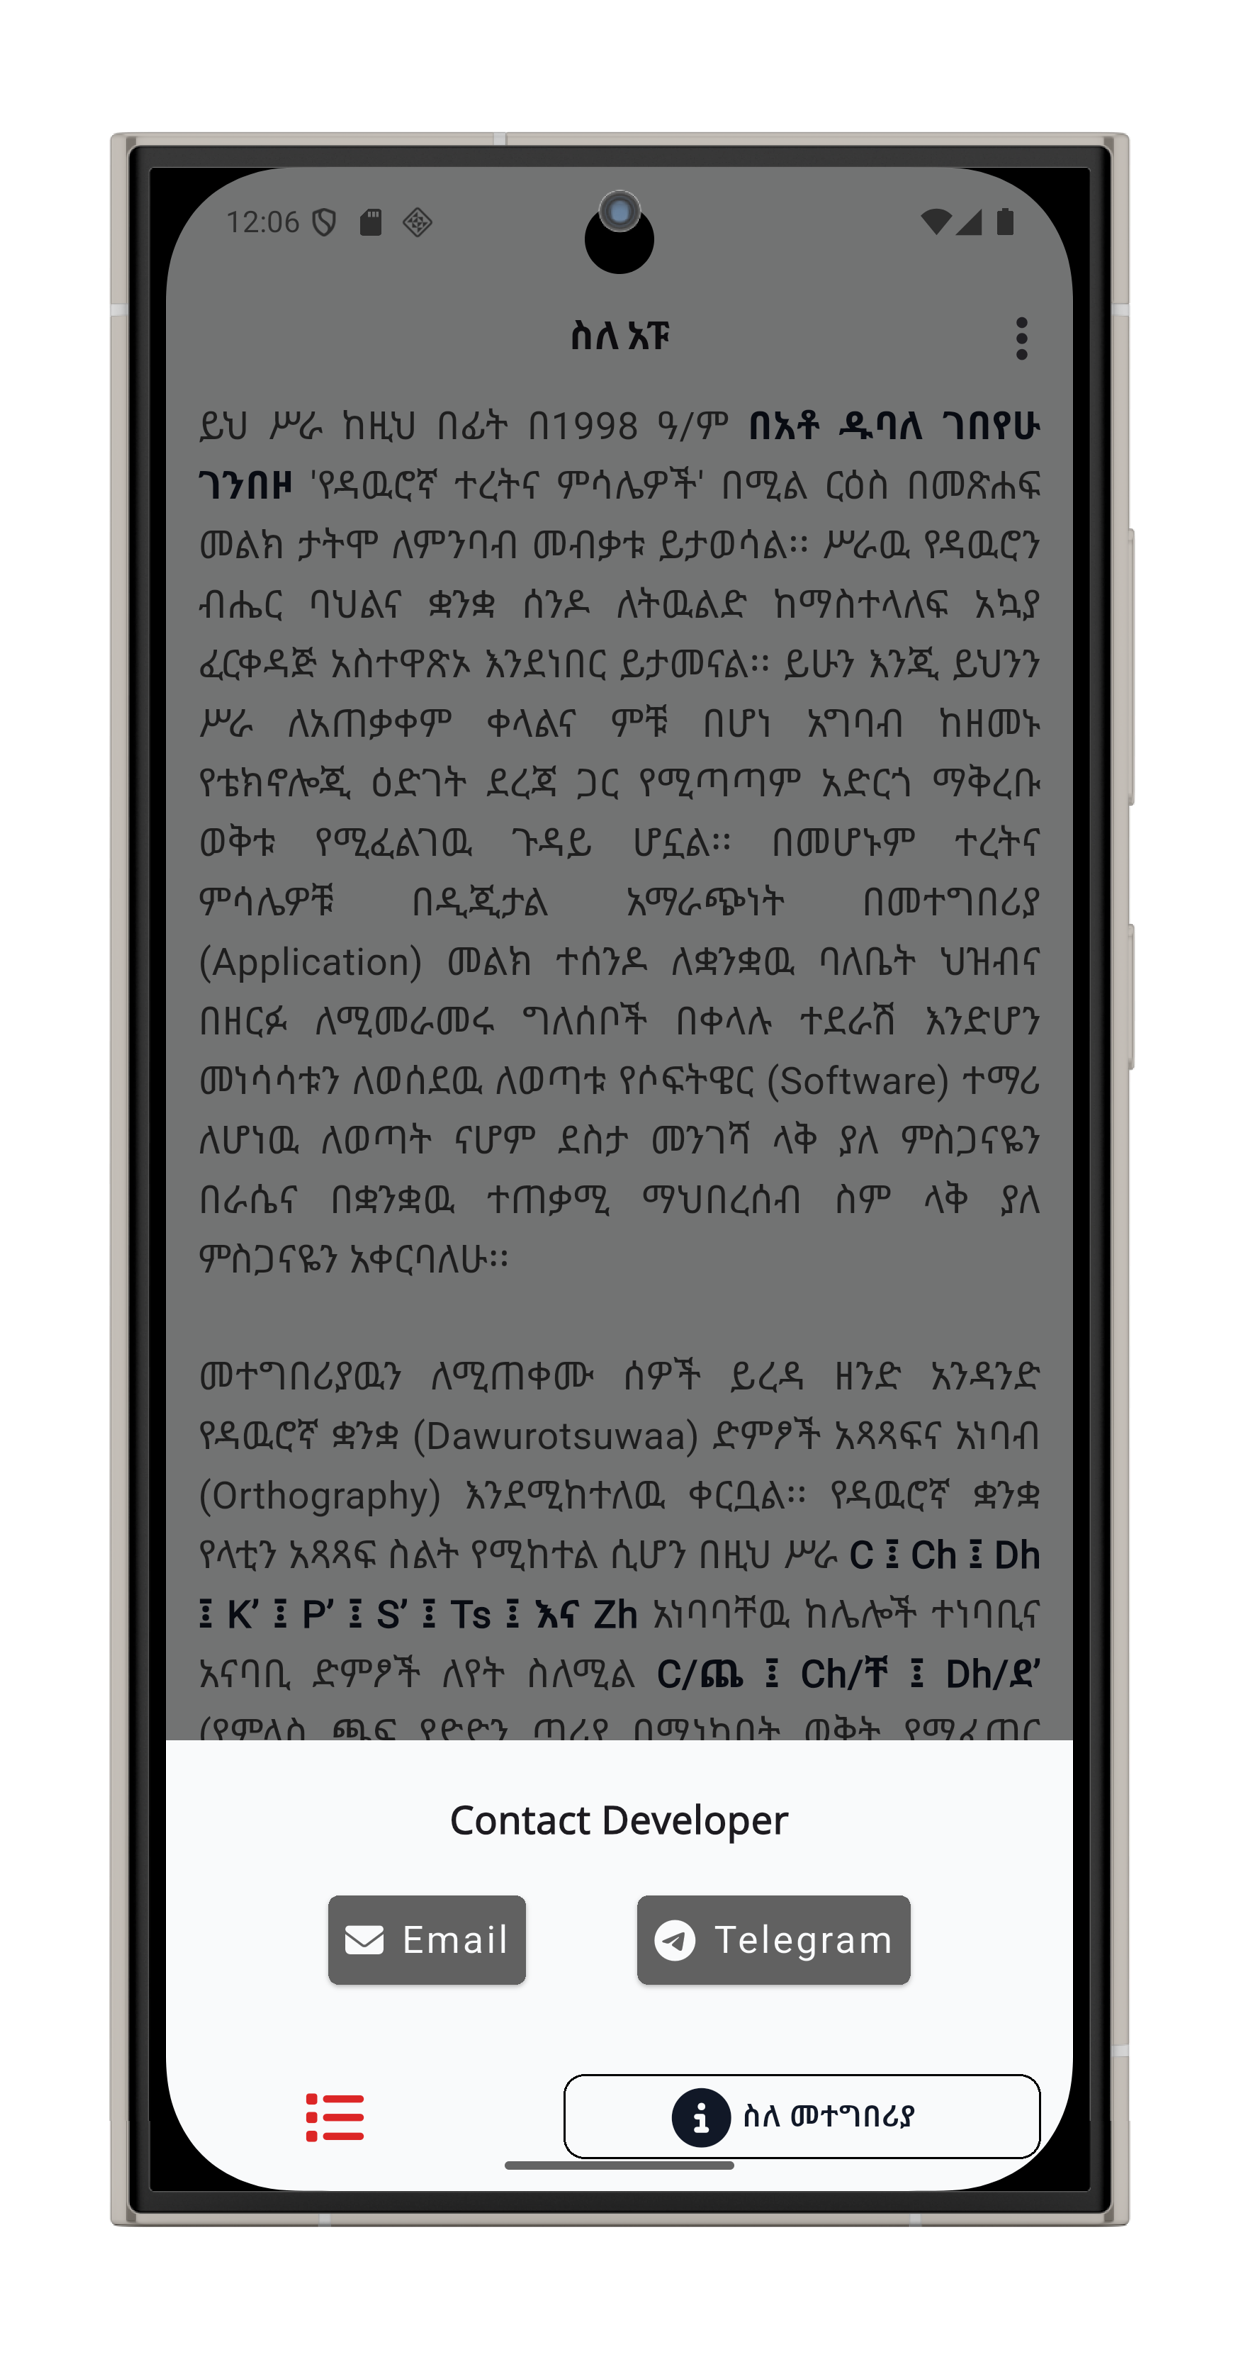 12:06
ስለ አፑ
ይህ ሥራ ከዚህ በፊት በ1998 ዓ/ም በአቶ ዱባለ ገበየሁ
ገንበዞ 'የዳዉሮኛ ተረትና ምሳሌዎች' በሚል ርዕስ በመጽሐፍ
መልክ ታትሞ ለምንባብ መብቃቱ ይታወሳል፡፡ ሥራዉ የዳዉሮን
ብሔር ባህልና ቋንቋ ሰንዶ ለትዉልድ ከማስተላለፍ አኳያ
ፈርቀዳጅ አስተዋጽኦ እንደነበር ይታመናል፡፡ ይሁን እንጂ ይህንን
ሥራ ለአጠቃቀም ቀላልና ምቹ በሆነ አግባብ ከዘመኑ
የቴክኖሎጂ ዕድገት ደረጃ ጋር የሚጣጣም አድርጎ ማቅረቡ
ወቅቱ የሚፈልገዉ ጉዳይ ሆኗል፡፡ በመሆኑም ተረትና
ምሳሌዎቹ በዲጂታል አማራጭነት በመተግበሪያ
(Application) መልክ ተሰንዶ ለቋንቋዉ ባለቤት ህዝብና
በዘርፉ ለሚመራመሩ ግለሰቦች በቀላሉ ተደራሽ እንድሆን
መነሳሳቱን ለወሰደዉ ለወጣቱ የሶፍትዌር (Software) ተማሪ
ለሆነዉ ለወጣት ናሆም ደስታ መንገሻ ላቅ ያለ ምስጋናዬን
በራሴና በቋንቋዉ ተጠቃሚ ማህበረሰብ ስም ላቅ ያለ
ምስጋናዬን አቀርባለሁ፡፡
መተግበሪያዉን ለሚጠቀሙ ሰዎች ይረዳ ዘንድ አንዳንድ
የዳዉሮኛ ቋንቋ (Dawurotsuwaa) ድምፆች አጻጻፍና አነባብ
(Orthography) እንደሚከተለዉ ቀርቧል፡፡ የዳዉሮኛ ቋንቋ
የላቲን አጻጻፍ ስልት የሚከተል ሲሆን በዚህ ሥራ C ፤ Ch ፤ Dh
፤ K’ ፤ P’ ፤ S’ ፤ Ts ፤ እና Zh አነባባቸዉ ከሌሎች ተነባቢና
አናባቢ ድምፆች ለየት ስለሚል C/ጨ ፤ Ch/ቸ ፤ Dh/ደ’
(የምላስ ጫፍ የድድን ጣሪያ በማነካበት ወቅት የሚፈጠር
Contact Developer
Email
Telegram
ስለ መተግበሪያ